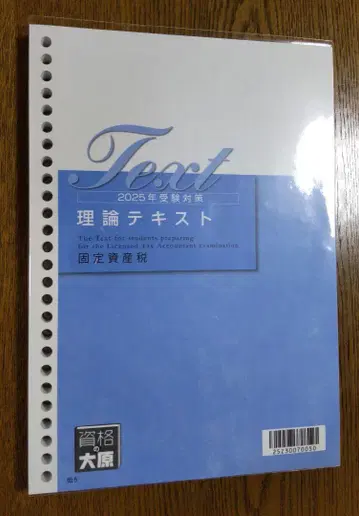 Text
2025年受験対策
理論テキスト
The Text for students preparing
for the Licensed Tax Accountant examination
固定資産税
資格の
大原
25230070050